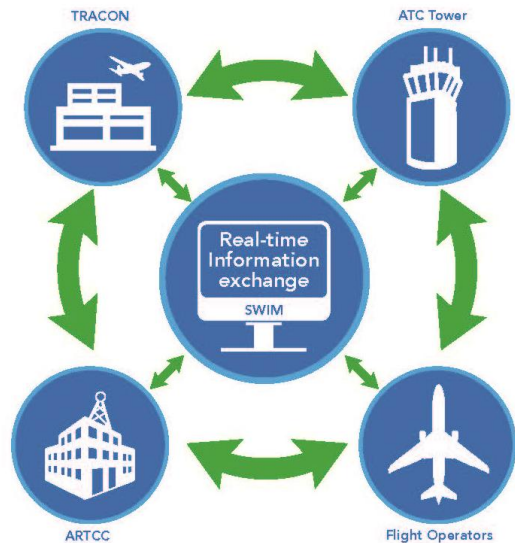 TRACON
ATC Tower
Real-time
Information
exchange
SWIM
ARTCC
Flight Operators